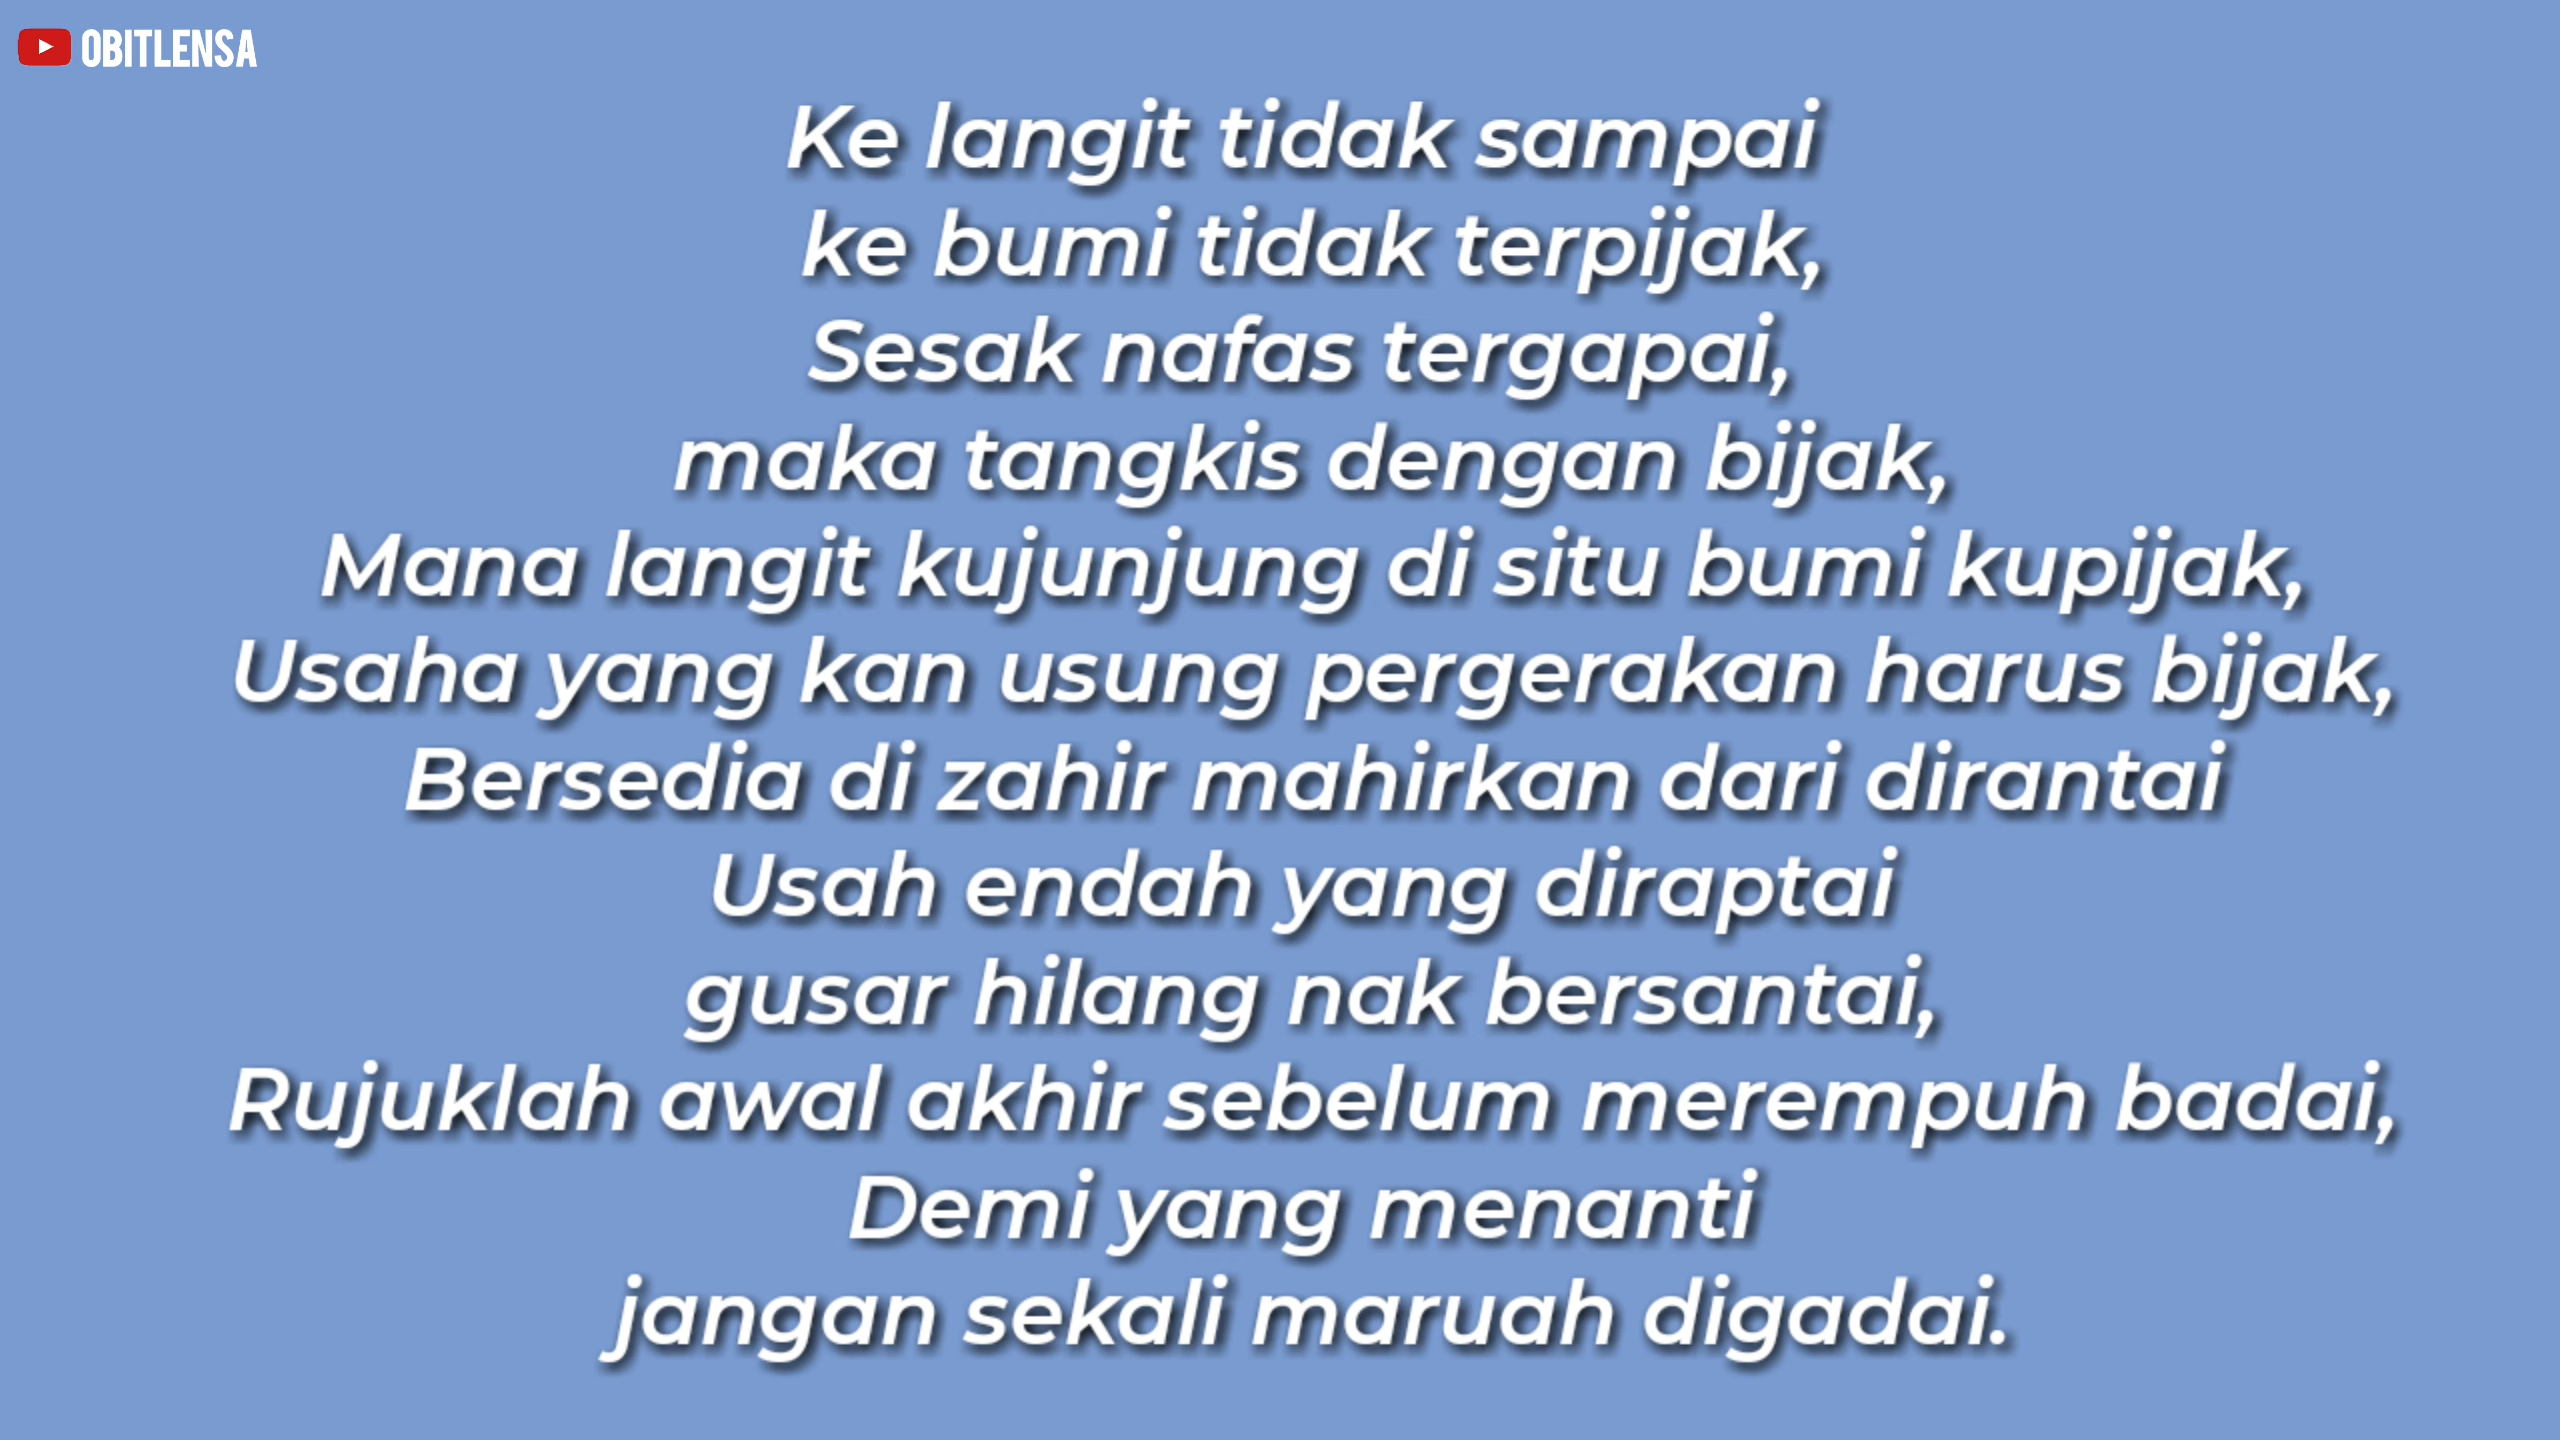 OBITLENSA
Ke langit tidak sampai
ke bumi tidak terpijak,
Sesak nafas tergapai,
maka tangkis dengan bijak,
Mana langit kujunjung di situ bumi kupijak,
Usaha yang kan usung pergerakan harus bijak,
Bersedia di zahir mahirkan dari dirantai
Usah endah yang diraptai
gusar hilang nak bersantai,
Rujuklah awal akhir sebelum merempuh badai,
Demi yang menanti
jangan sekali maruah digadai.